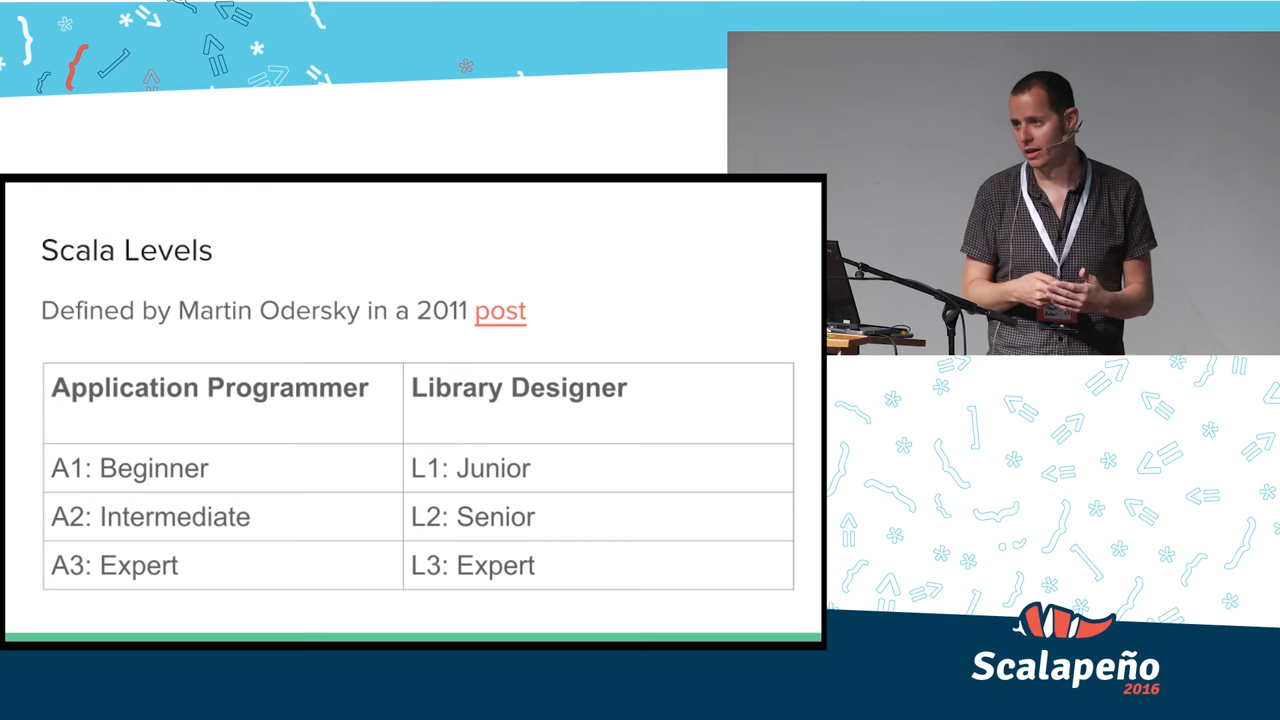 Scala Levels
Defined by Martin Odersky in a 2011 post
Application Programmer
Library Designer
A1: Beginner
L1: Junior
A2: Intermediate
L2: Senior
A3: Expert
L3: Expert
Scalapeño
2016